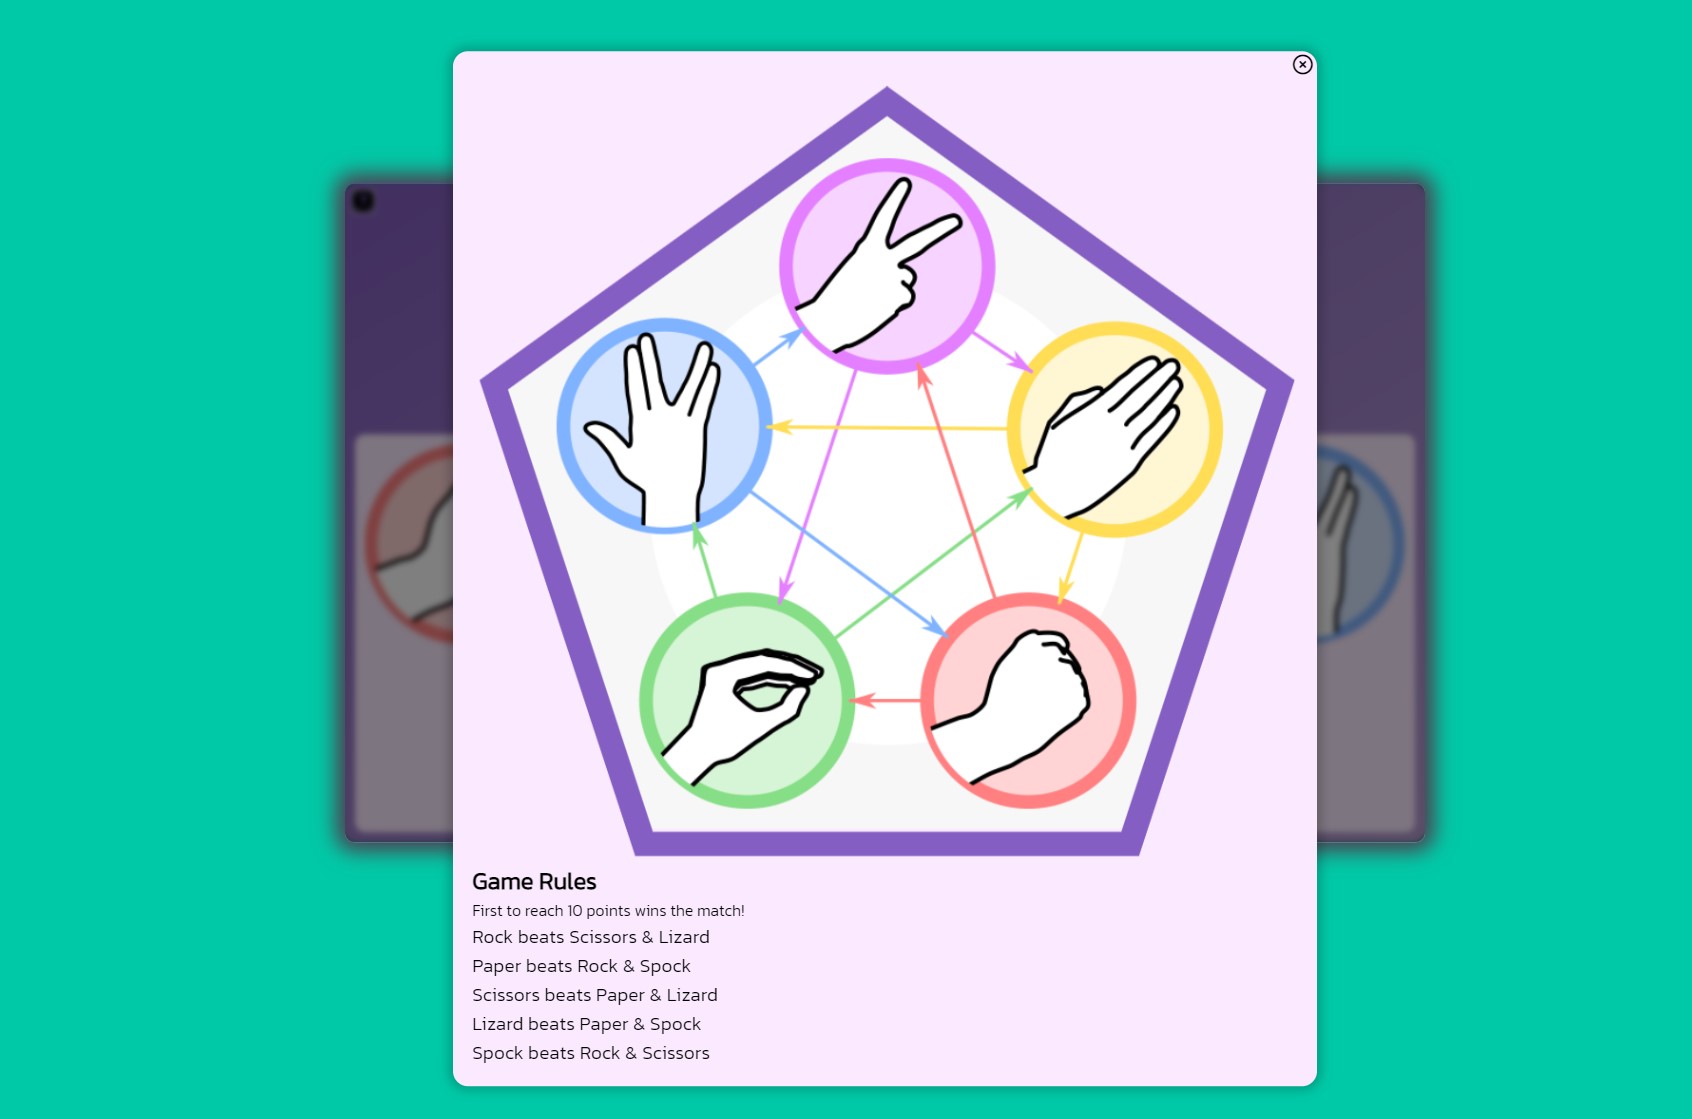 Game Rules
First to reach 10 points wins the match!
Rock beats Scissors & Lizard
Paper beats Rock & Spock
Scissors beats Paper & Lizard
Lizard beats Paper & Spock
Spock beats Rock & Scissors